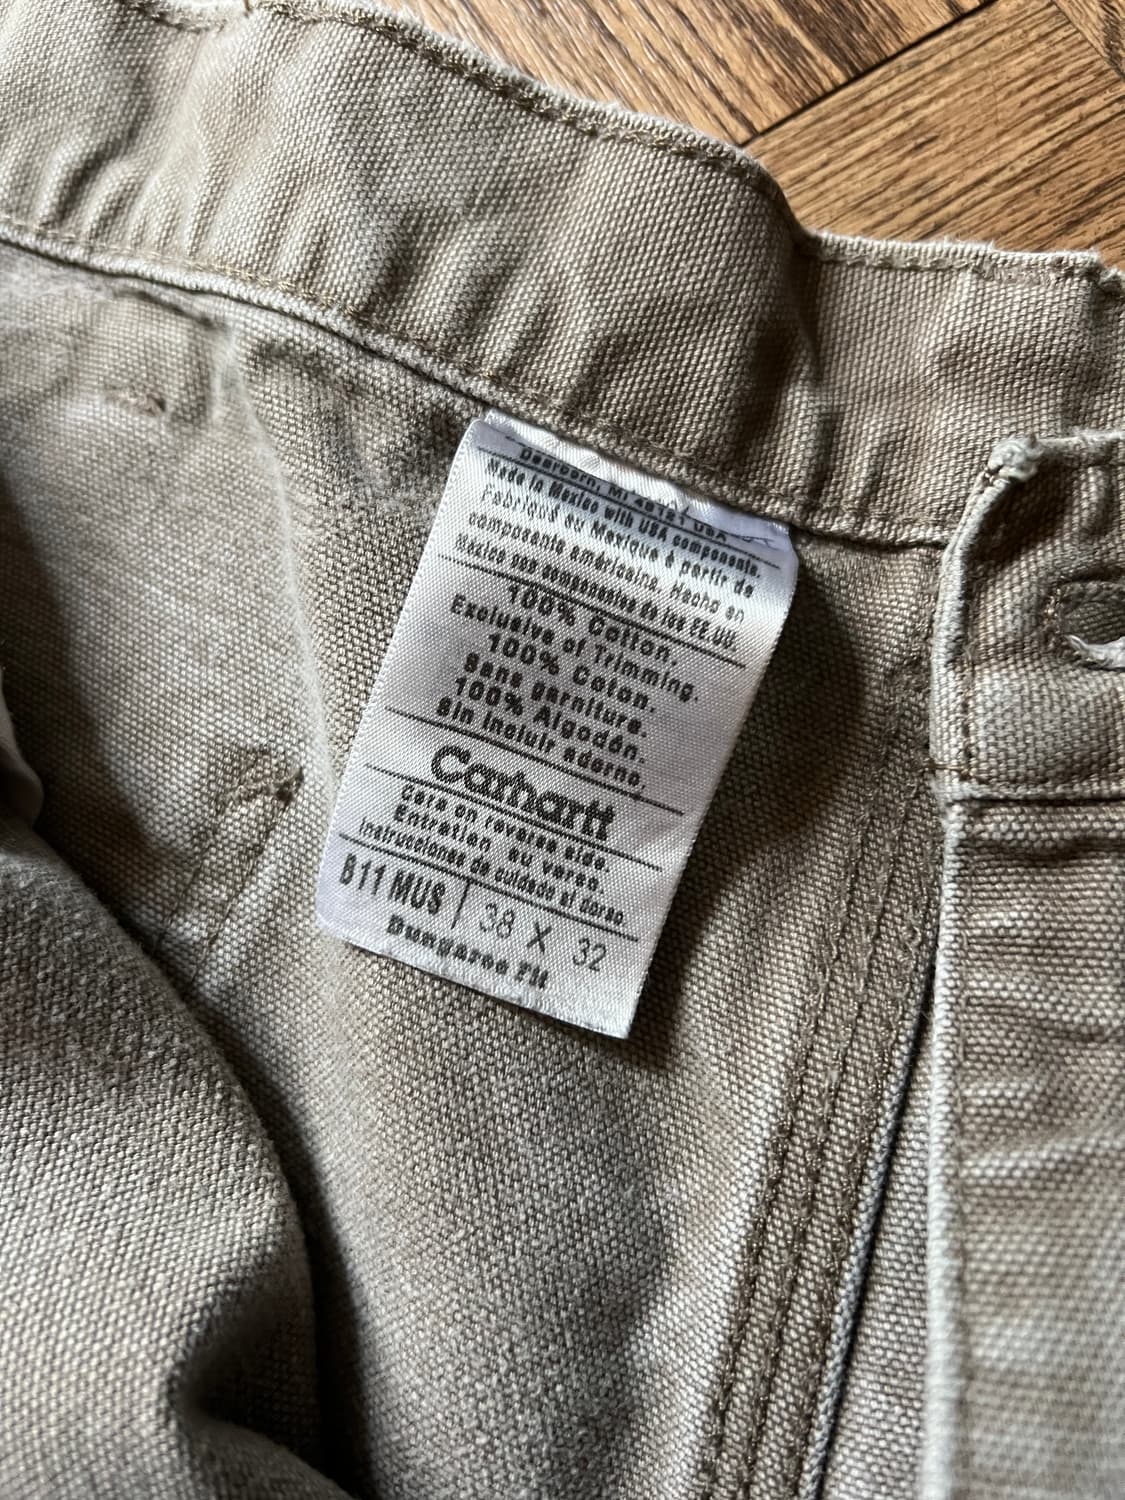 Dearborn, MI 48121 USA
Made in Mexico with USA components.
Fabriqué au Mexique à partir de
composants américains. Hecho en
México con componentes de los EE.UU.
100% Cotton.
Exclusive of Trimming.
100% Coton.
Sans garniture.
100% Algodón.
Sin incluir adorno.
Carhartt
Care on reverse side.
Entretien au verso.
Instrucciones de cuidado al dorso.
B11 MUS 38 X 32
Dungaree Fit